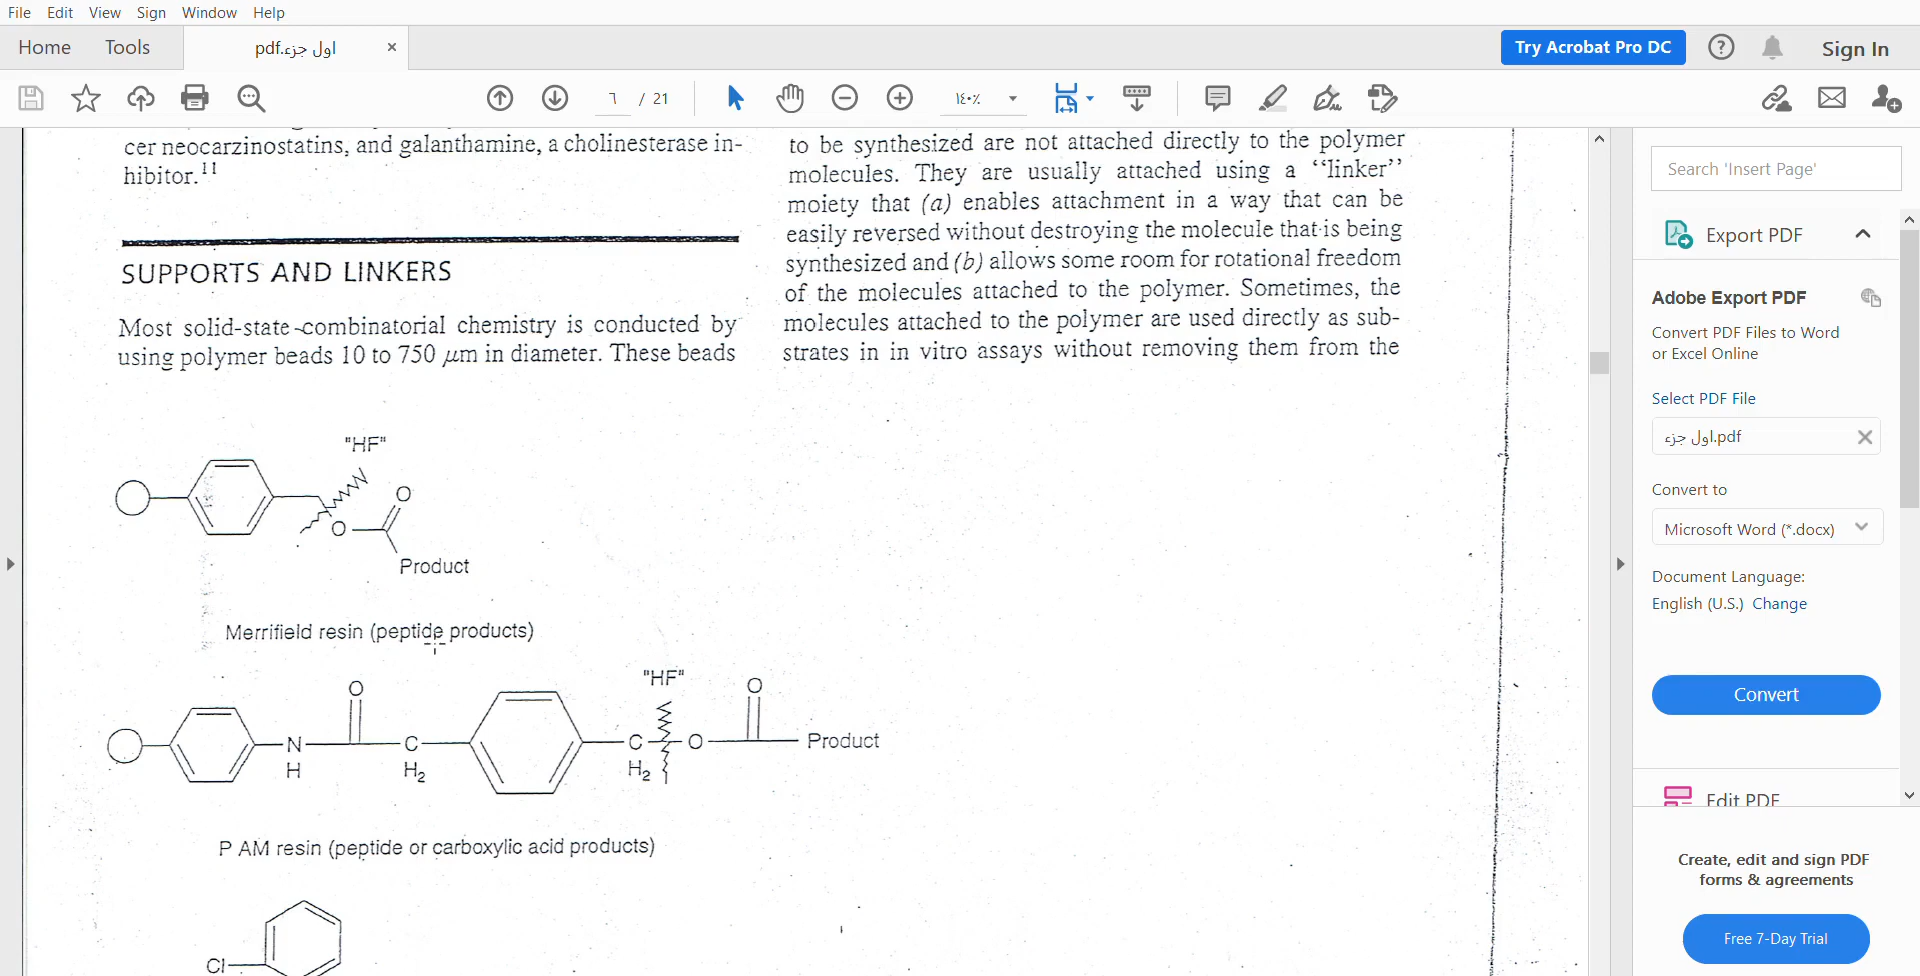 File Edit View Sign Window Help
Home Tools اول جزء.pdf × Try Acrobat Pro DC ? Sign In
٦ / 21 ١٤٠٪
cer neocarzinostatins, and galanthamine, a cholinesterase in-
hibitor.11
SUPPORTS AND LINKERS
Most solid-state combinatorial chemistry is conducted by
using polymer beads 10 to 750 μm in diameter. These beads
to be synthesized are not attached directly to the polymer
molecules. They are usually attached using a ‘‘linker’’
moiety that (a) enables attachment in a way that can be
easily reversed without destroying the molecule that is being
synthesized and (b) allows some room for rotational freedom
of the molecules attached to the polymer. Sometimes, the
molecules attached to the polymer are used directly as sub-
strates in in vitro assays without removing them from the
"HF"
O
O
Product
Merrifield resin (peptide products)
"HF"
O O
N C C O Product
H H2 H2
P AM resin (peptide or carboxylic acid products)
Cl
Search 'Insert Page'
Export PDF
Adobe Export PDF
Convert PDF Files to Word
or Excel Online
Select PDF File
اول جزء.pdf
Convert to
Microsoft Word (*.docx)
Document Language:
English (U.S.) Change
Convert
Edit PDF
Create, edit and sign PDF
forms & agreements
Free 7-Day Trial